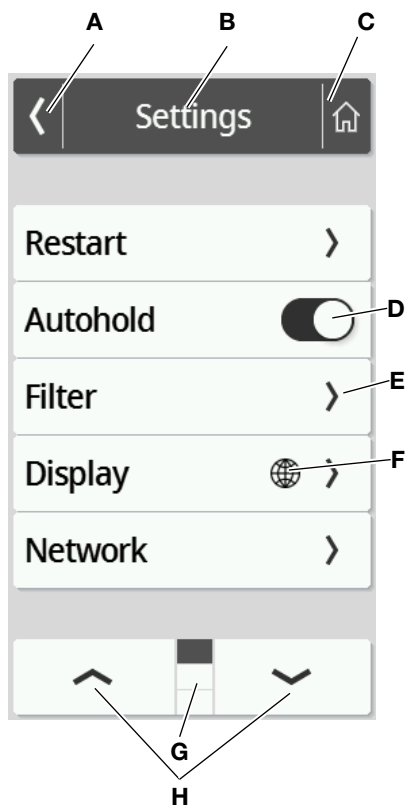 A B C
Settings
Restart
Autohold
D
Filter
E
Display
F
Network
G
H